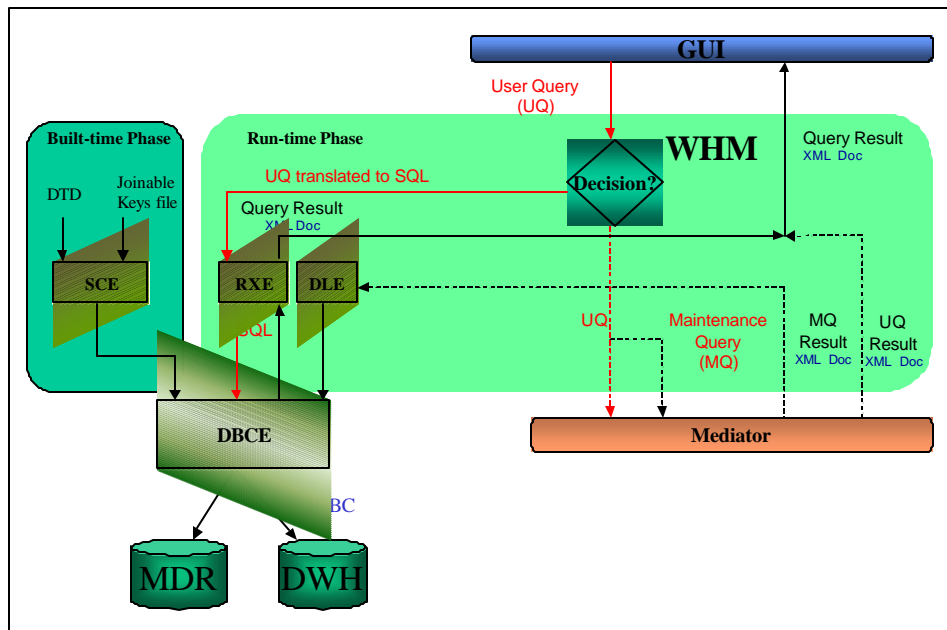 GUI
User Query
(UQ)
Built-time Phase
Run-time Phase
WHM
Query Result
XML Doc
Decision?
UQ translated to SQL
DTD
Joinable
Keys file
Query Result
XML Doc
SCE
RXE
DLE
SQL
UQ
Maintenance
Query
(MQ)
MQ
Result
XML Doc
UQ
Result
XML Doc
DBCE
Mediator
BC
MDR
DWH